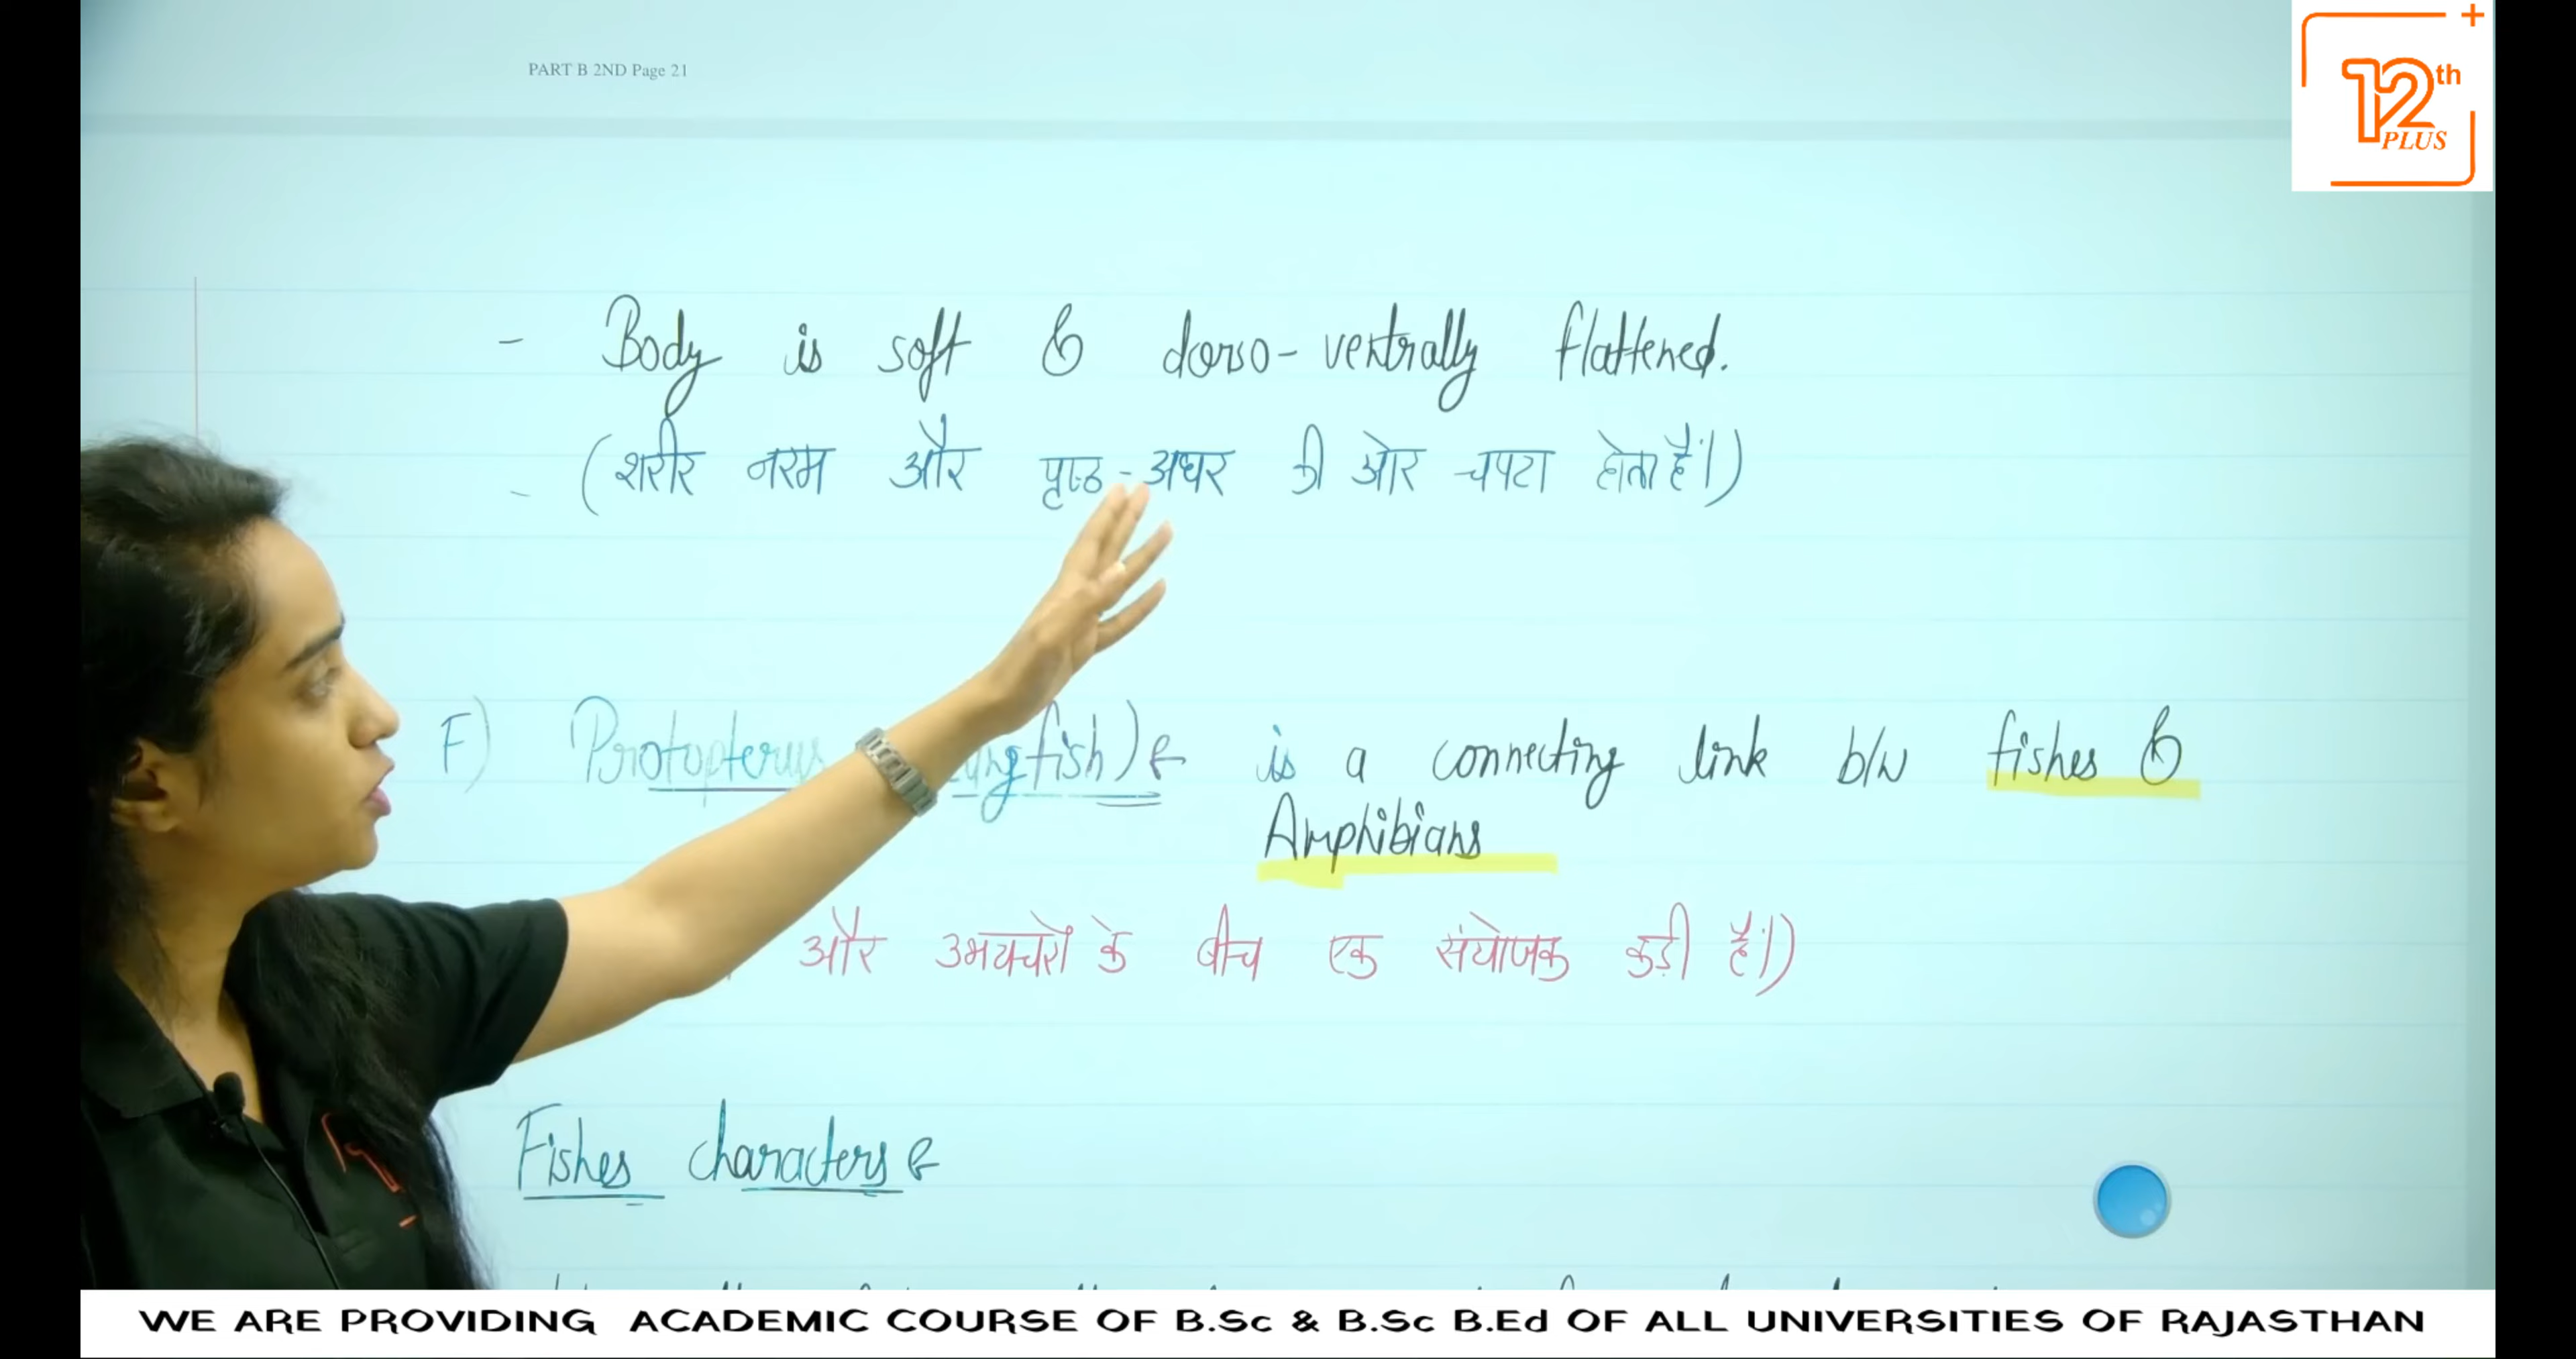 PART B 2ND Page 21
12th
PLUS
- Body is soft & dorso-ventrally flattened.
- (शरीर नरम और पृष्ठ-अधर की ओर चपटा होता है।)
F) Protopterus fish) is a connecting link b/w fishes &
Amphibians
और उभयचरों के बीच एक संयोजक कड़ी है।)
Fishes characters
WE ARE PROVIDING ACADEMIC COURSE OF B.Sc & B.Sc B.Ed OF ALL UNIVERSITIES OF RAJASTHAN